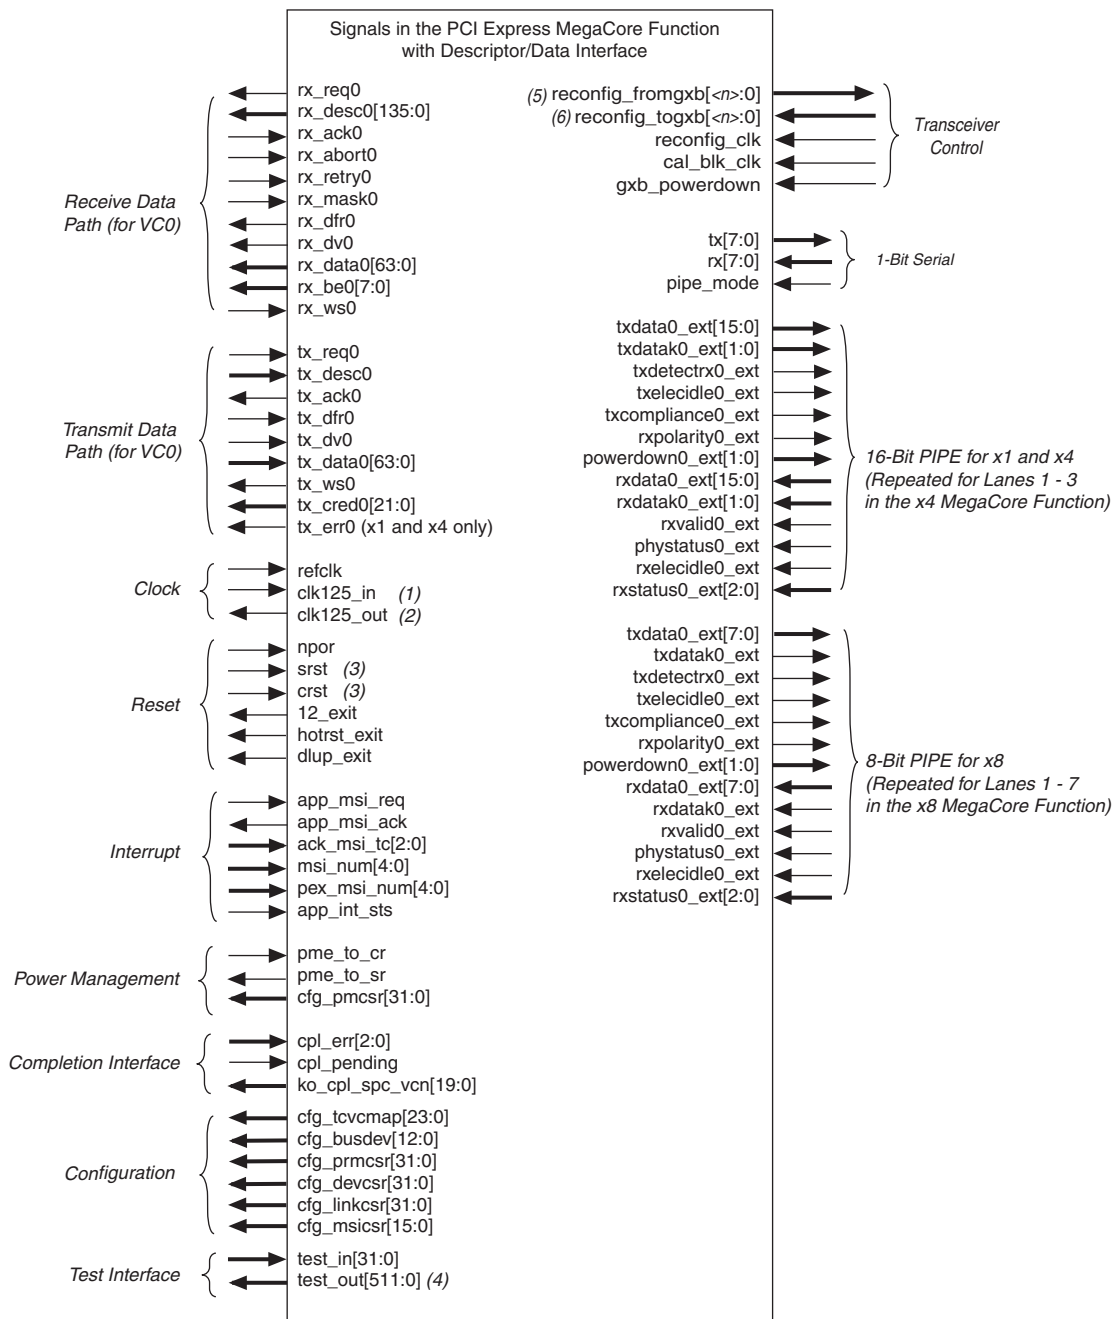 Signals in the PCI Express MegaCore Function
with Descriptor/Data Interface
Receive Data
Path (for VC0)
rx_req0
rx_desc0[135:0]
rx_ack0
rx_abort0
rx_retry0
rx_mask0
rx_dfr0
rx_dv0
rx_data0[63:0]
rx_be0[7:0]
rx_ws0
Transmit Data
Path (for VC0)
tx_req0
tx_desc0
tx_ack0
tx_dfr0
tx_dv0
tx_data0[63:0]
tx_ws0
tx_cred0[21:0]
tx_err0 (x1 and x4 only)
Clock
refclk
clk125_in (1)
clk125_out (2)
Reset
npor
srst (3)
crst (3)
12_exit
hotrst_exit
dlup_exit
Interrupt
app_msi_req
app_msi_ack
ack_msi_tc[2:0]
msi_num[4:0]
pex_msi_num[4:0]
app_int_sts
Power Management
pme_to_cr
pme_to_sr
cfg_pmcsr[31:0]
Completion Interface
cpl_err[2:0]
cpl_pending
ko_cpl_spc_vcn[19:0]
Configuration
cfg_tcvcmap[23:0]
cfg_busdev[12:0]
cfg_prmcsr[31:0]
cfg_devcsr[31:0]
cfg_linkcsr[31:0]
cfg_msicsr[15:0]
Test Interface
test_in[31:0]
test_out[511:0] (4)
(5) reconfig_fromgxb[<n>:0]
(6) reconfig_togxb[<n>:0]
reconfig_clk
cal_blk_clk
gxb_powerdown
Transceiver
Control
tx[7:0]
rx[7:0]
pipe_mode
1-Bit Serial
txdata0_ext[15:0]
txdatak0_ext[1:0]
txdetectrx0_ext
txelecidle0_ext
txcompliance0_ext
rxpolarity0_ext
powerdown0_ext[1:0]
rxdata0_ext[15:0]
rxdatak0_ext[1:0]
rxvalid0_ext
phystatus0_ext
rxelecidle0_ext
rxstatus0_ext[2:0]
16-Bit PIPE for x1 and x4
(Repeated for Lanes 1 - 3
in the x4 MegaCore Function)
txdata0_ext[7:0]
txdatak0_ext
txdetectrx0_ext
txelecidle0_ext
txcompliance0_ext
rxpolarity0_ext
powerdown0_ext[1:0]
rxdata0_ext[7:0]
rxdatak0_ext
rxvalid0_ext
phystatus0_ext
rxelecidle0_ext
rxstatus0_ext[2:0]
8-Bit PIPE for x8
(Repeated for Lanes 1 - 7
in the x8 MegaCore Function)